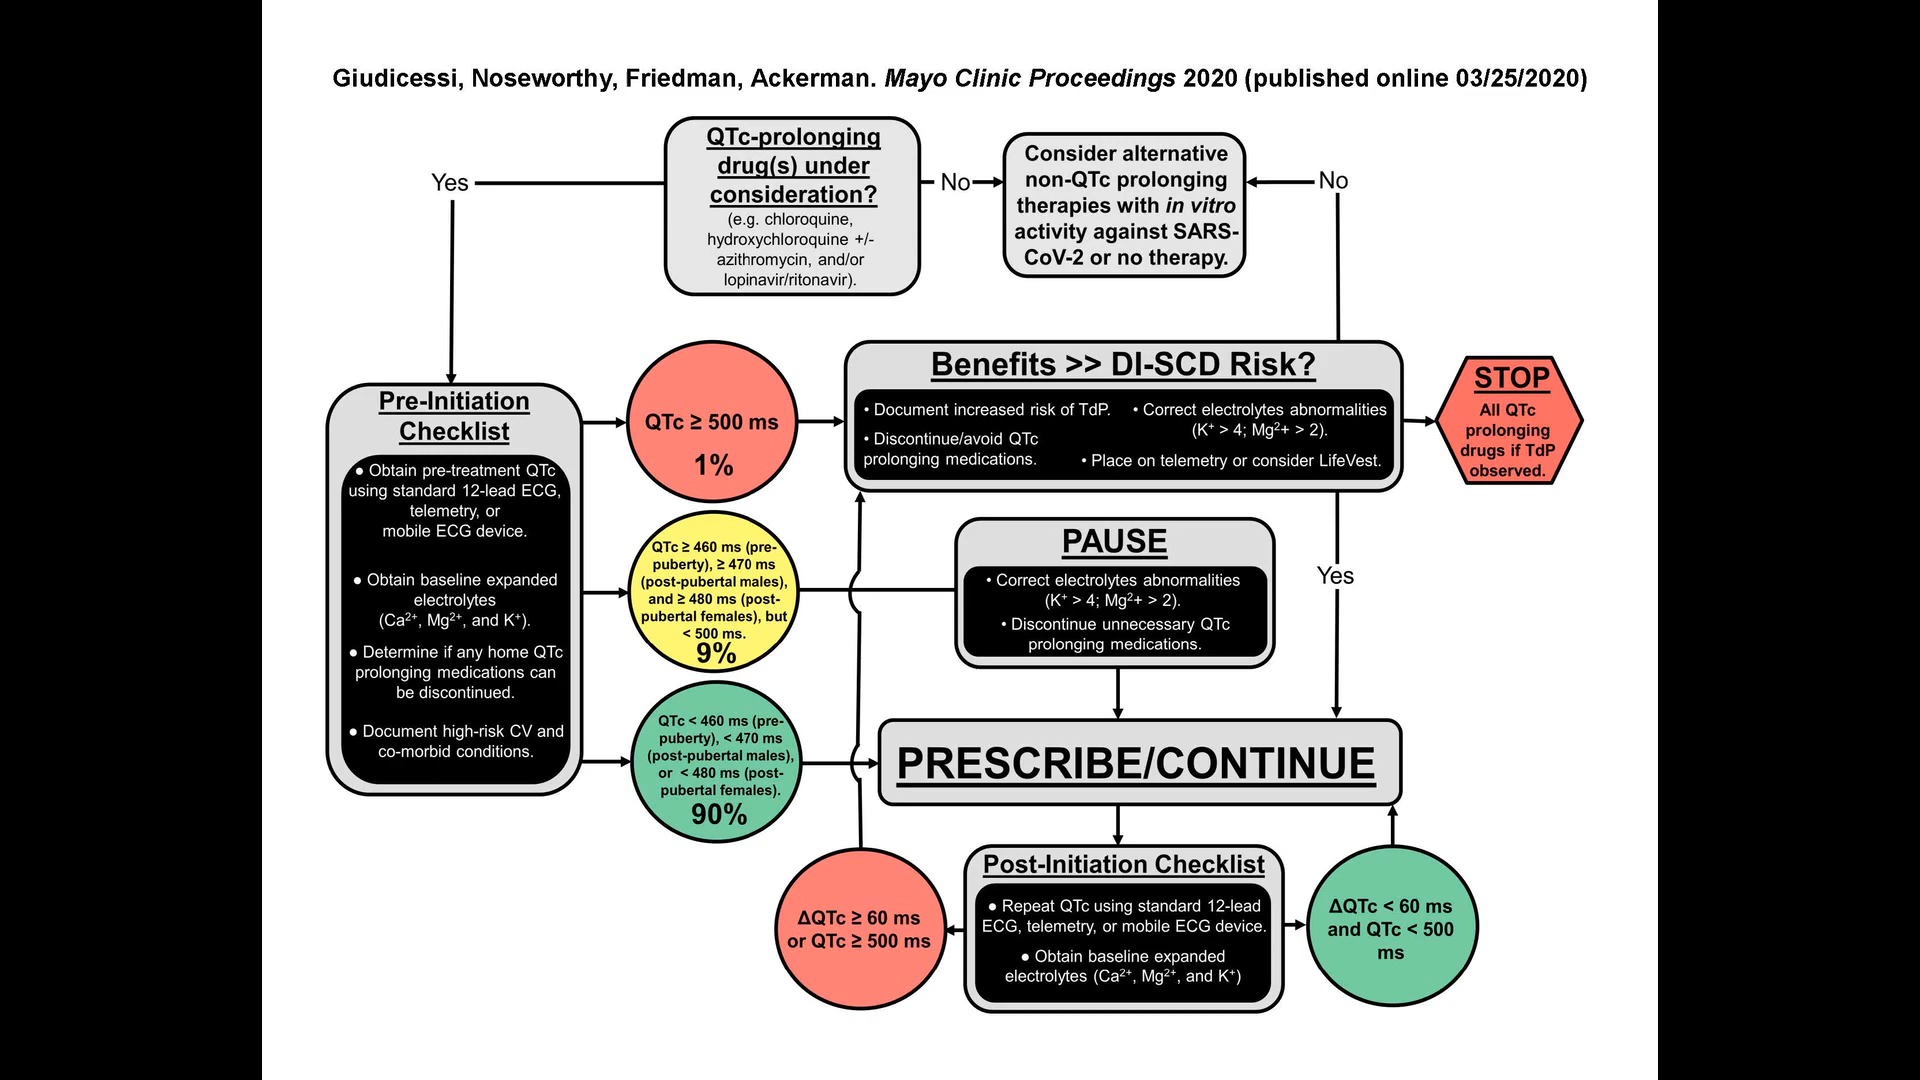 Giudicessi, Noseworthy, Friedman, Ackerman. Mayo Clinic Proceedings 2020 (published online 03/25/2020)
QTc-prolonging
drug(s) under
consideration?
(e.g. chloroquine,
hydroxychloroquine +/-
azithromycin, and/or
lopinavir/ritonavir).
Yes
No
Consider alternative
non-QTc prolonging
therapies with in vitro
activity against SARS-
CoV-2 or no therapy.
No
Pre-Initiation
Checklist
● Obtain pre-treatment QTc
using standard 12-lead ECG,
telemetry, or
mobile ECG device.
● Obtain baseline expanded
electrolytes
(Ca²⁺, Mg²⁺, and K⁺).
● Determine if any home QTc
prolonging medications can
be discontinued.
● Document high-risk CV and
co-morbid conditions.
QTc ≥ 500 ms
1%
QTc ≥ 460 ms (pre-
puberty), ≥ 470 ms
(post-pubertal males),
and ≥ 480 ms (post-
pubertal females), but
< 500 ms.
9%
QTc < 460 ms (pre-
puberty), < 470 ms
(post-pubertal males),
or < 480 ms (post-
pubertal females).
90%
Benefits >> DI-SCD Risk?
• Document increased risk of TdP.
• Discontinue/avoid QTc
prolonging medications.
• Correct electrolytes abnormalities
(K⁺ > 4; Mg²+ > 2).
• Place on telemetry or consider LifeVest.
STOP
All QTc
prolonging
drugs if TdP
observed.
PAUSE
• Correct electrolytes abnormalities
(K⁺ > 4; Mg²+ > 2).
• Discontinue unnecessary QTc
prolonging medications.
Yes
PRESCRIBE/CONTINUE
Post-Initiation Checklist
● Repeat QTc using standard 12-lead
ECG, telemetry, or mobile ECG device.
● Obtain baseline expanded
electrolytes (Ca²⁺, Mg²⁺, and K⁺)
ΔQTc ≥ 60 ms
or QTc ≥ 500 ms
ΔQTc < 60 ms
and QTc < 500
ms